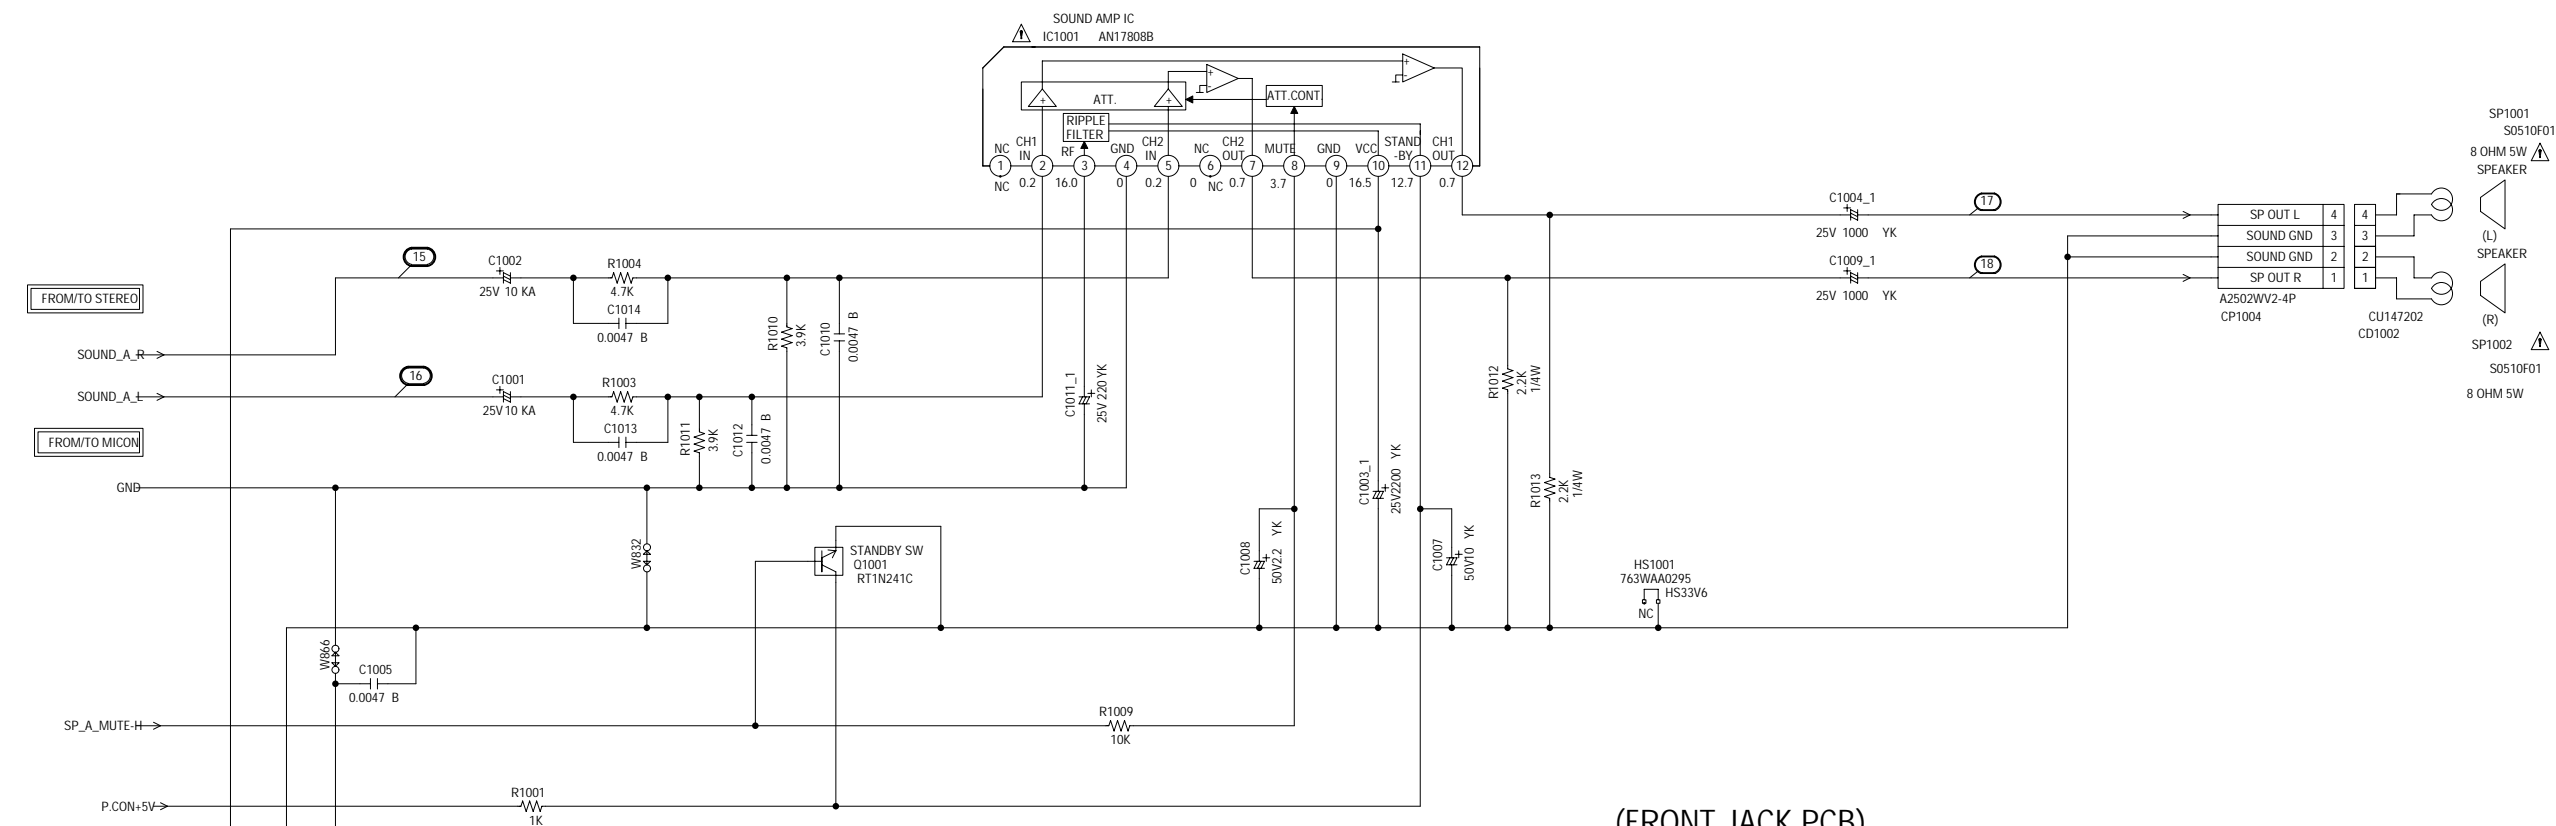 SOUND AMP IC
IC1001 AN17808B
ATT.
ATT.CONT.
RIPPLE
FILTER
NC
CH1
IN
RF
GND
CH2
IN
NC
CH2
OUT
MUTE
GND
VCC
STAND
-BY
CH1
OUT
1 2 3 4 5 6 7 8 9 10 11 12
NC 0.2 16.0 0 0.2 0 NC 0.7 3.7 0 16.5 12.7 0.7
SP1001
S0510F01
8 OHM 5W
SPEAKER
(L)
SPEAKER
(R)
SP1002
S0510F01
8 OHM 5W
C1004_1
25V 1000 YK
17
C1009_1
25V 1000 YK
18
SP OUT L 4 4
SOUND GND 3 3
SOUND GND 2 2
SP OUT R 1 1
A2502WV2-4P
CP1004
CU147202
CD1002
15
C1002
25V 10 KA
R1004
4.7K
C1014
0.0047 B
FROM/TO STEREO
SOUND_A_R
R1010
3.9K
C1010
0.0047 B
16
SOUND_A_L
C1001
25V 10 KA
R1003
4.7K
C1013
0.0047 B
R1011
3.9K
C1012
0.0047 B
C1011_1
25V 220 YK
FROM/TO MICON
GND
R1012
2.2K
1/4W
R1013
2.2K
1/4W
C1003_1
25V2200 YK
C1008
50V2.2 YK
C1007
50V10 YK
W832
STANDBY SW
Q1001
RT1N241C
HS1001
763WAA0295
HS33V6
NC
W866
C1005
0.0047 B
SP_A_MUTE-H
R1009
10K
P.CON+5V
R1001
1K
(FRONT JACK PCB)